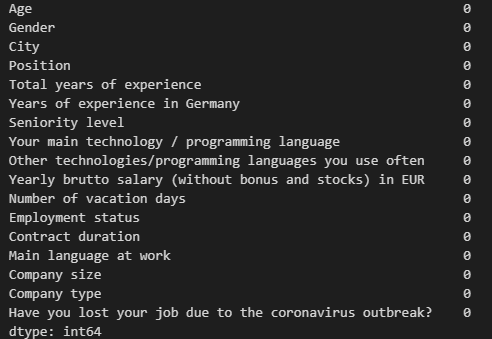 Age 0
Gender 0
City 0
Position 0
Total years of experience 0
Years of experience in Germany 0
Seniority level 0
Your main technology / programming language 0
Other technologies/programming languages you use often 0
Yearly brutto salary (without bonus and stocks) in EUR 0
Number of vacation days 0
Employment status 0
Contract duration 0
Main language at work 0
Company size 0
Company type 0
Have you lost your job due to the coronavirus outbreak? 0
dtype: int64